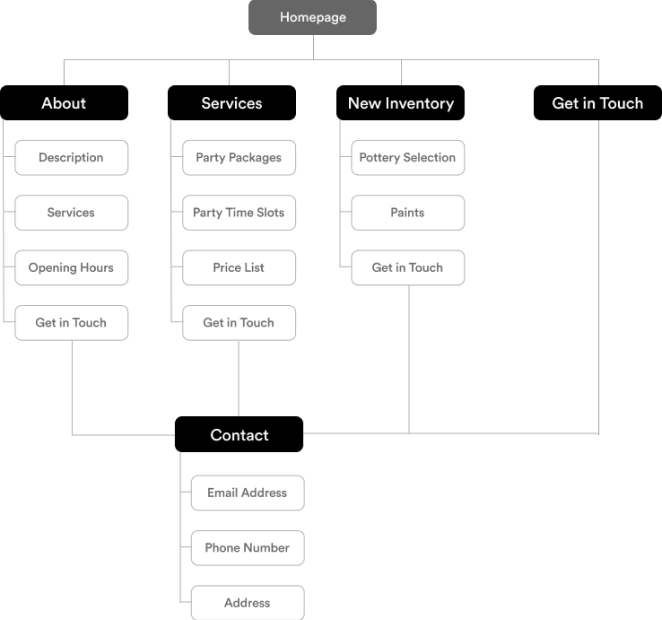 Homepage
About
Services
New Inventory
Get in Touch
Description
Party Packages
Pottery Selection
Services
Party Time Slots
Paints
Opening Hours
Price List
Get in Touch
Get in Touch
Get in Touch
Contact
Email Address
Phone Number
Address